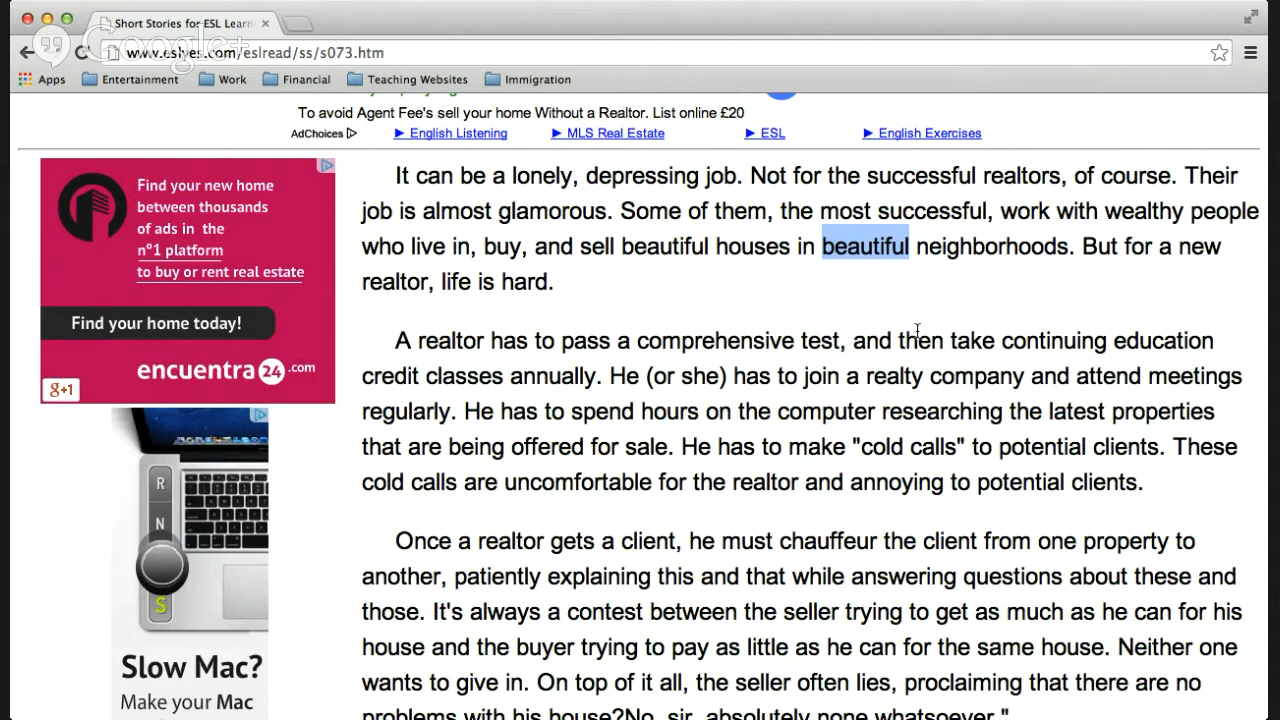 Short Stories for ESL Learn
Google+
www.eslyes.com/eslread/ss/s073.htm
Apps Entertainment Work Financial Teaching Websites Immigration
To avoid Agent Fee's sell your home Without a Realtor. List online £20
AdChoices ▶ English Listening ▶ MLS Real Estate ▶ ESL ▶ English Exercises
Find your new home
between thousands
of ads in the
n°1 platform
to buy or rent real estate
Find your home today!
encuentra24.com
g+1
R
N
S
Slow Mac?
Make your Mac
It can be a lonely, depressing job. Not for the successful realtors, of course. Their
job is almost glamorous. Some of them, the most successful, work with wealthy people
who live in, buy, and sell beautiful houses in beautiful neighborhoods. But for a new
realtor, life is hard.
A realtor has to pass a comprehensive test, and then take continuing education
credit classes annually. He (or she) has to join a realty company and attend meetings
regularly. He has to spend hours on the computer researching the latest properties
that are being offered for sale. He has to make "cold calls" to potential clients. These
cold calls are uncomfortable for the realtor and annoying to potential clients.
Once a realtor gets a client, he must chauffeur the client from one property to
another, patiently explaining this and that while answering questions about these and
those. It's always a contest between the seller trying to get as much as he can for his
house and the buyer trying to pay as little as he can for the same house. Neither one
wants to give in. On top of it all, the seller often lies, proclaiming that there are no
problems with his house?No, sir, absolutely none whatsoever."